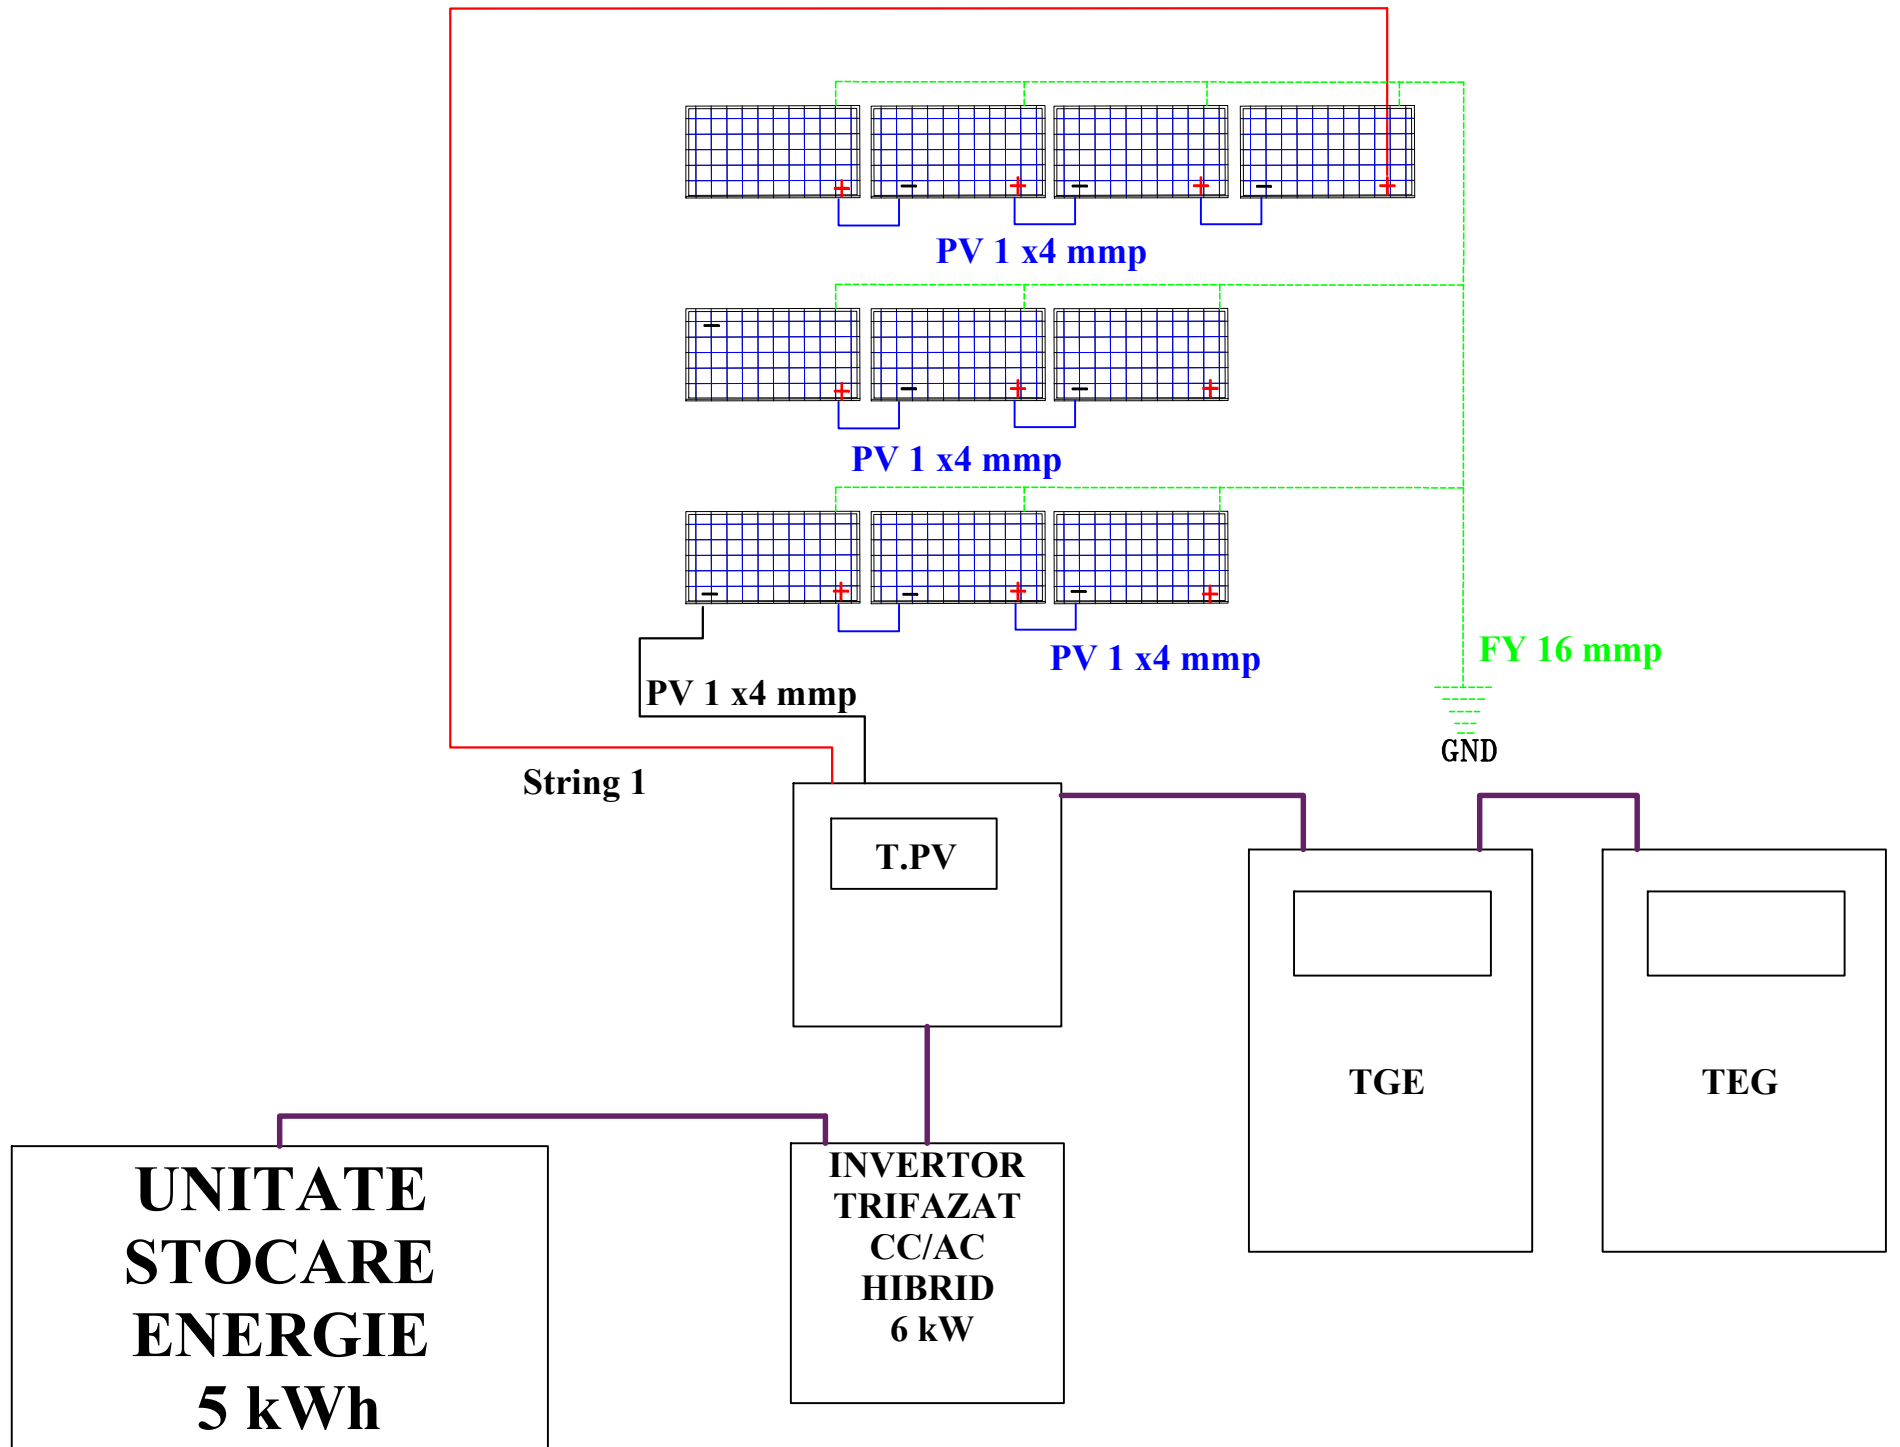 PV 1 x4 mmp
PV 1 x4 mmp
PV 1 x4 mmp
FY 16 mmp
PV 1 x4 mmp
GND
String 1
T.PV
TGE
TEG
UNITATE
STOCARE
ENERGIE
5 kWh
INVERTOR
TRIFAZAT
CC/AC
HIBRID
6 kW